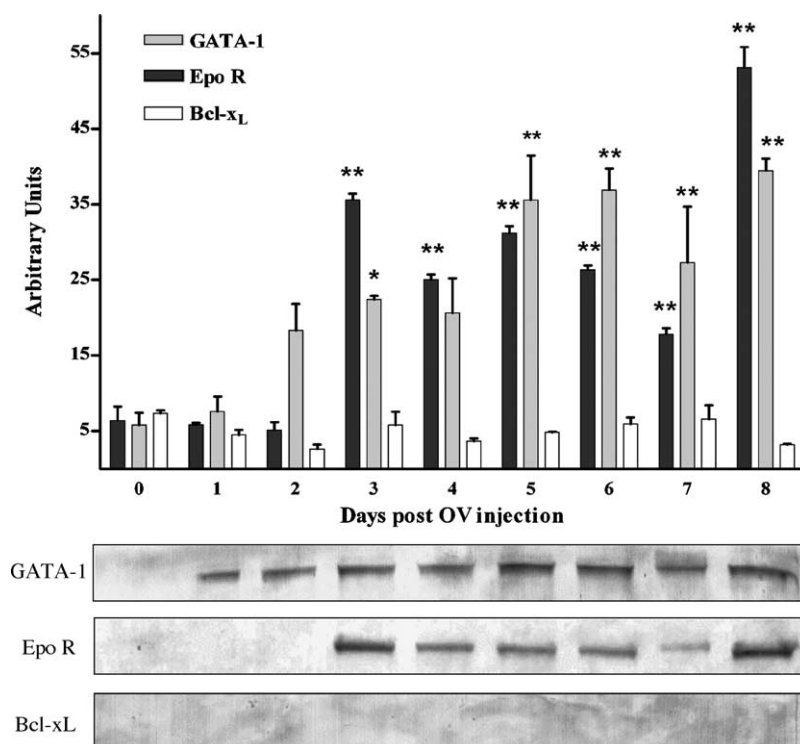 GATA-1
Epo R
Bcl-xL
55
45
35
25
15
5
Arbitrary Units
** * ** ** ** ** ** ** ** ** **
0 1 2 3 4 5 6 7 8
Days post OV injection
GATA-1
Epo R
Bcl-xL